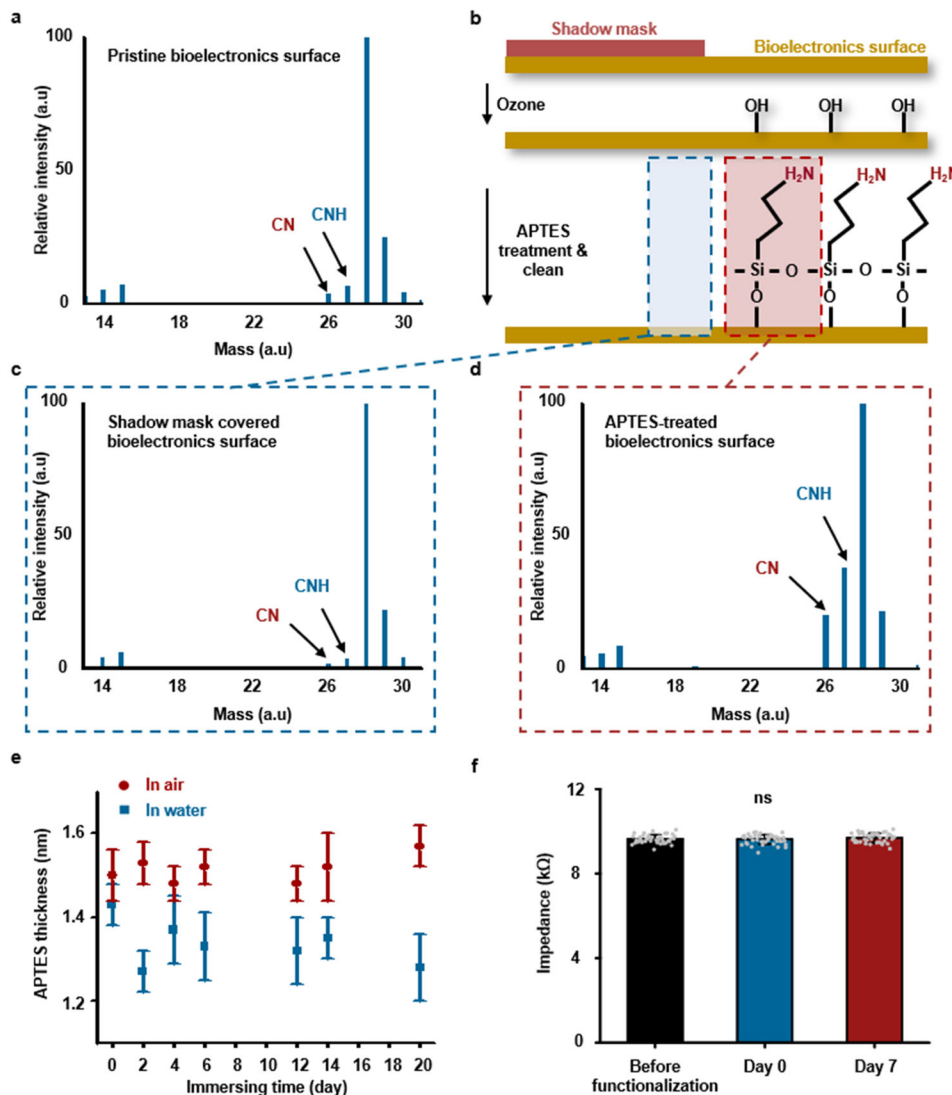 a
Pristine bioelectronics surface
100
50
0
Relative intensity (a.u)
CN
CNH
14 18 22 26 30
Mass (a.u)
b
Shadow mask
Bioelectronics surface
Ozone
OH OH OH
H₂N H₂N H₂N
APTES
treatment &
clean
Si O Si O Si
O O O
c
Shadow mask covered
bioelectronics surface
100
50
0
Relative intensity (a.u)
CN
CNH
14 18 22 26 30
Mass (a.u)
d
APTES-treated
bioelectronics surface
100
50
0
Relative intensity (a.u)
CNH
CN
14 18 22 26 30
Mass (a.u)
e
In air
In water
1.6
1.4
1.2
APTES thickness (nm)
0 2 4 6 8 10 12 14 16 18 20
Immersing time (day)
f
ns
12
8
4
0
Impedance (kΩ)
Before
functionalization
Day 0
Day 7